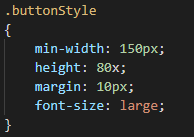 .buttonStyle
{
    min-width: 150px;
    height: 80x;
    margin: 10px;
    font-size: large;
}